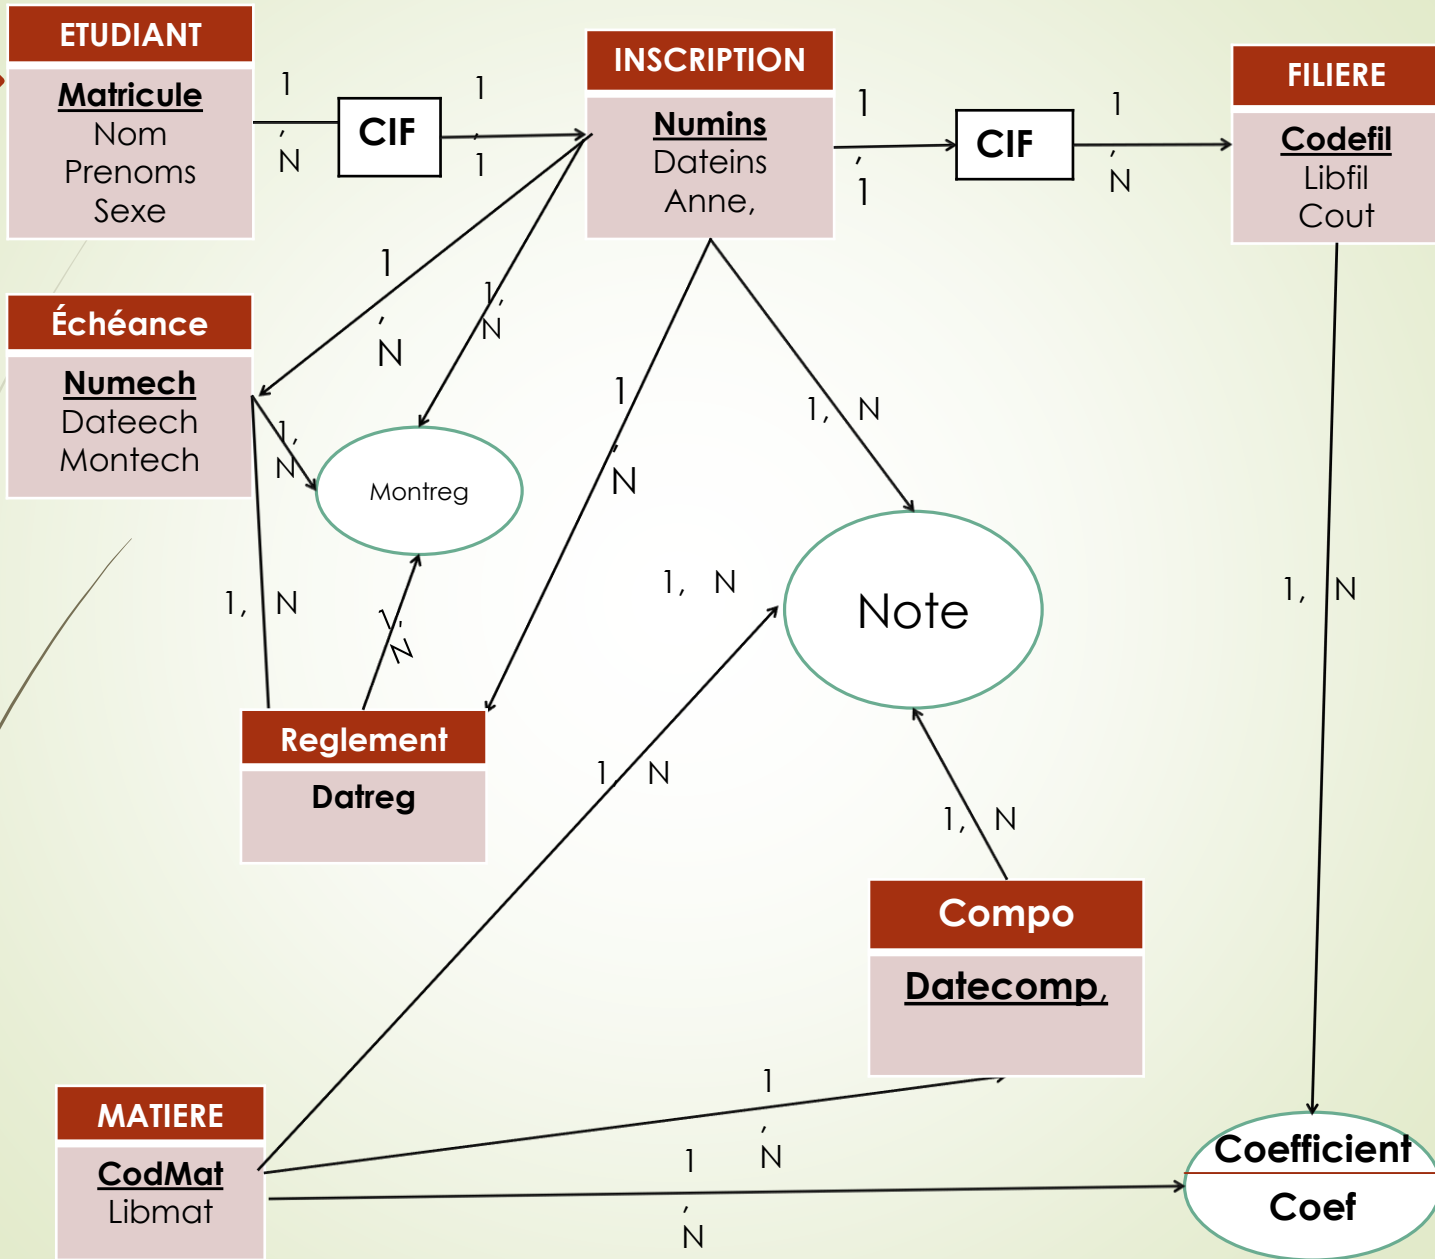 ETUDIANT
Matricule
Nom
Prenoms
Sexe
1
,
N
CIF
1
,
1
INSCRIPTION
Numins
Dateins
Anne,
1
,
1
CIF
1
,
N
FILIERE
Codefil
Libfil
Cout
1
,
N
1,
N
Échéance
Numech
Dateech
Montech
1,
N
Montreg
1
,
N
1, N
1, N
1,
N
1, N
Note
1, N
Reglement
Datreg
1, N
1, N
Compo
Datecomp,
1, N
MATIERE
CodMat
Libmat
1
,
N
1
,
N
Coefficient
Coef